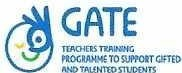 GATE
TEACHERS TRAINING
PROGRAMME TO SUPPORT GIFTED
AND TALENTED STUDENTS